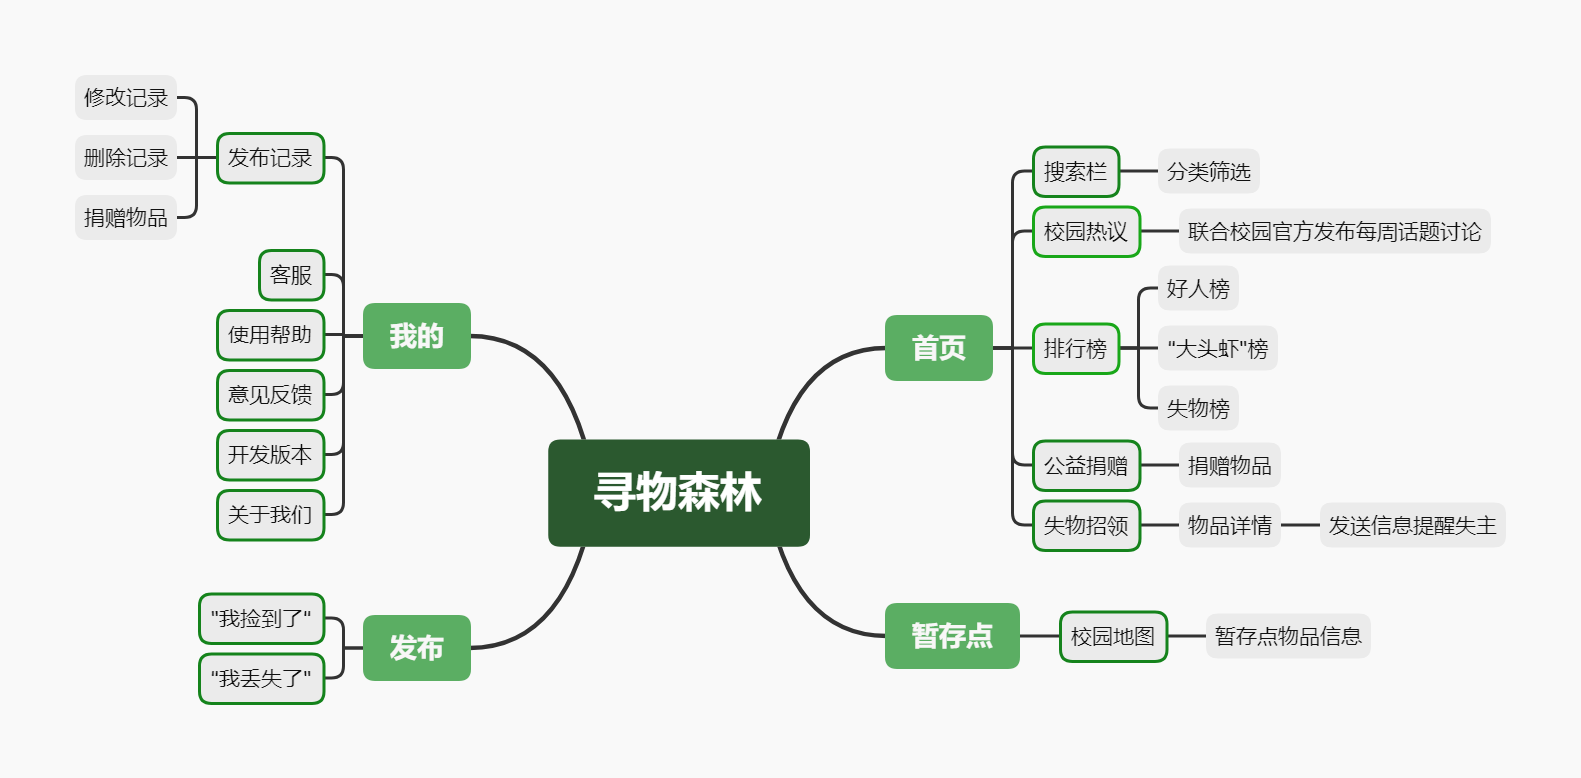 寻物森林
首页
搜索栏
分类筛选
校园热议
联合校园官方发布每周话题讨论
排行榜
好人榜
"大头虾"榜
失物榜
公益捐赠
捐赠物品
失物招领
物品详情
发送信息提醒失主
暂存点
校园地图
暂存点物品信息
我的
发布记录
修改记录
删除记录
捐赠物品
客服
使用帮助
意见反馈
开发版本
关于我们
发布
"我捡到了"
"我丢失了"